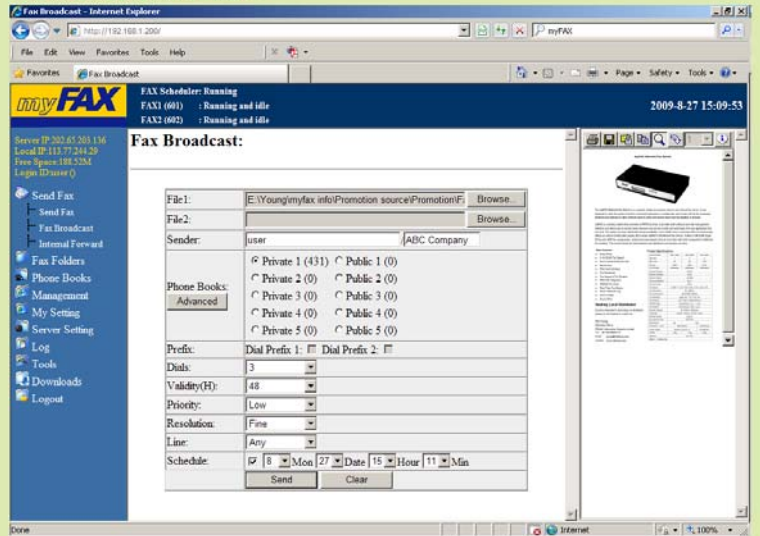 Fax Broadcast - Internet Explorer
http://192.168.1.200/
myFAX
File Edit View Favorites Tools Help
Favorites Fax Broadcast
Page Safety Tools
myFAX
FAX Scheduler: Running
FAX1 (601) : Running and idle
FAX2 (602) : Running and idle
2009-8-27 15:09:53
Server IP:202.65.203.136
Local IP:113.77.244.29
Free Space:188.52M
Login ID:user ()
Send Fax
Send Fax
Fax Broadcast
Internal Forward
Fax Folders
Phone Books
Management
My Setting
Server Setting
Log
Tools
Downloads
Logout
Fax Broadcast:
File1: E:\Young\myfax info\Promotion source\Promotion\F Browse...
File2: Browse...
Sender: user /ABC Company
Phone Books:
Advanced
Private 1 (431) Public 1 (0)
Private 2 (0) Public 2 (0)
Private 3 (0) Public 3 (0)
Private 4 (0) Public 4 (0)
Private 5 (0) Public 5 (0)
Prefix: Dial Prefix 1: Dial Prefix 2:
Dials: 3
Validity(H): 48
Priority: Low
Resolution: Fine
Line: Any
Schedule: 8 Mon 27 Date 15 Hour 11 Min
Send Clear
Done
Internet
100%